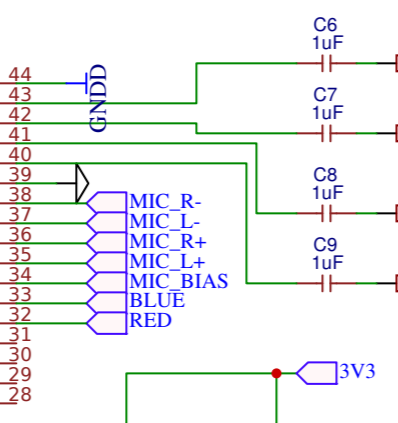 C6
1uF
44
GNDD
43
C7
1uF
42
41
40
C8
1uF
39
38
MIC_R-
37
MIC_L-
36
MIC_R+
35
MIC_L+
C9
1uF
34
MIC_BIAS
33
BLUE
32
RED
31
30
29
3V3
28